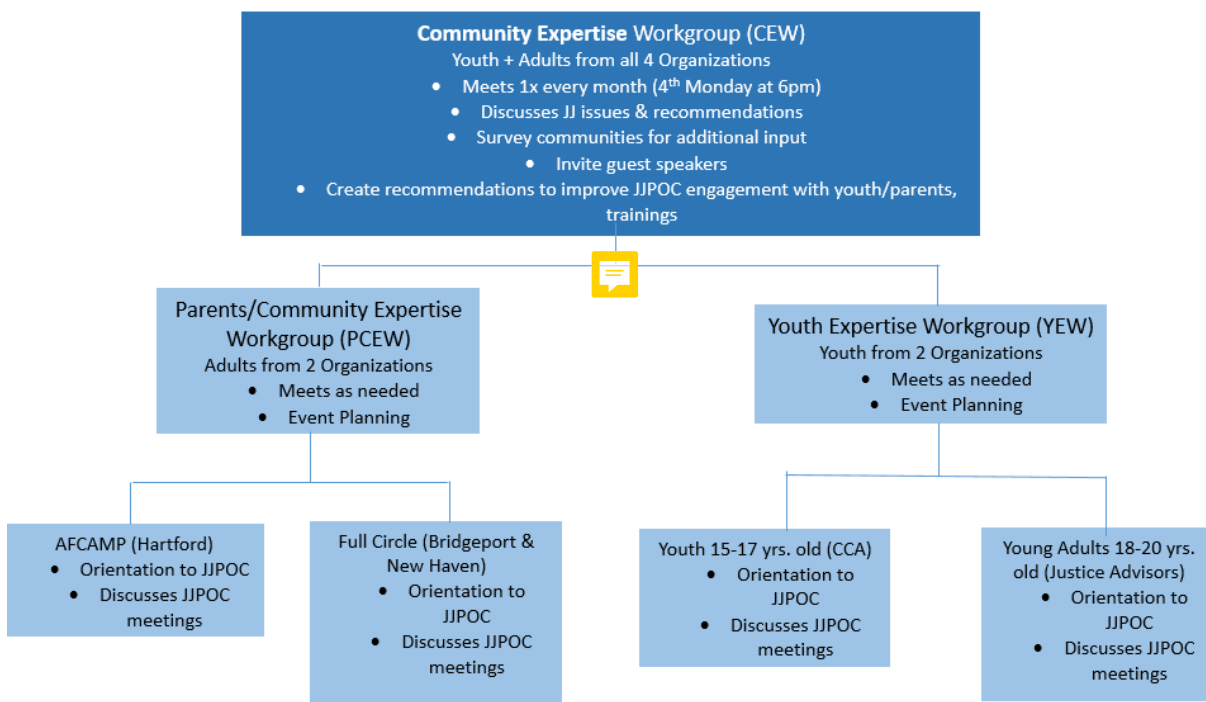 Community Expertise Workgroup (CEW)
Youth + Adults from all 4 Organizations
• Meets 1x every month (4th Monday at 6pm)
• Discusses JJ issues & recommendations
• Survey communities for additional input
• Invite guest speakers
• Create recommendations to improve JJPOC engagement with youth/parents,
trainings
Parents/Community Expertise
Workgroup (PCEW)
Adults from 2 Organizations
• Meets as needed
• Event Planning
Youth Expertise Workgroup (YEW)
Youth from 2 Organizations
• Meets as needed
• Event Planning
AFCAMP (Hartford)
• Orientation to JJPOC
• Discusses JJPOC
meetings
Full Circle (Bridgeport &
New Haven)
• Orientation to
JJPOC
• Discusses JJPOC
meetings
Youth 15-17 yrs. old (CCA)
• Orientation to
JJPOC
• Discusses JJPOC
meetings
Young Adults 18-20 yrs.
old (Justice Advisors)
• Orientation to
JJPOC
• Discusses JJPOC
meetings